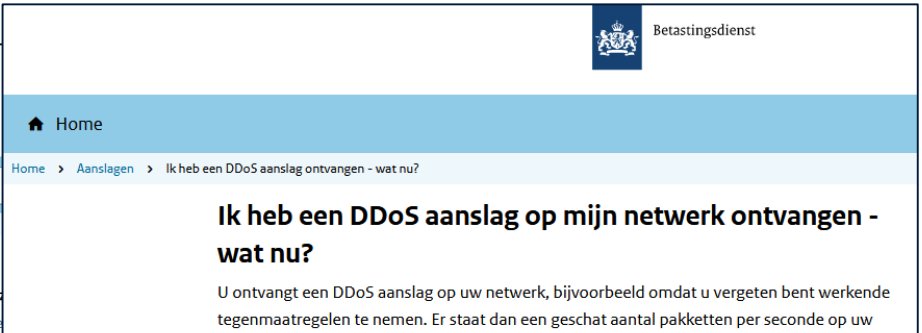 Betastingsdienst
Home
Home > Aanslagen > Ik heb een DDoS aanslag ontvangen - wat nu?
Ik heb een DDoS aanslag op mijn netwerk ontvangen -
wat nu?
U ontvangt een DDoS aanslag op uw netwerk, bijvoorbeeld omdat u vergeten bent werkende
tegenmaatregelen te nemen. Er staat dan een geschat aantal pakketten per seconde op uw